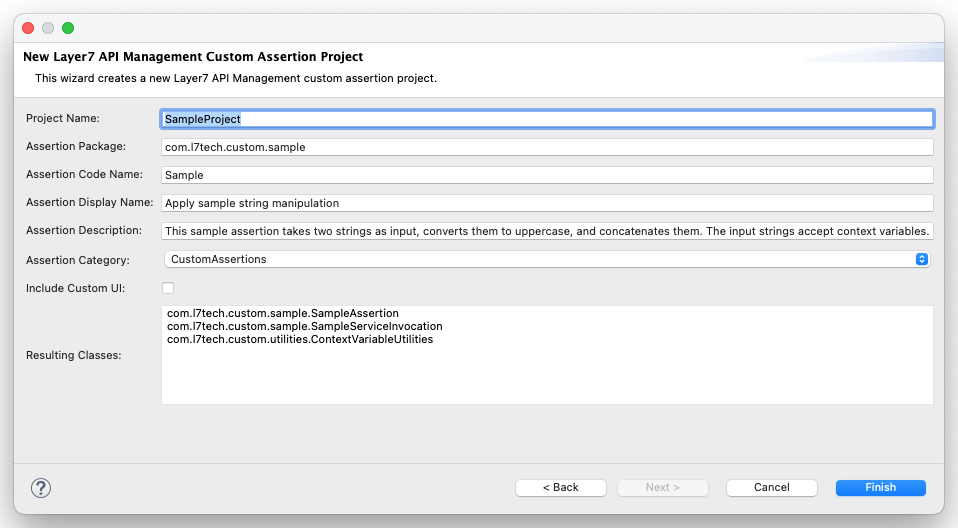 New Layer7 API Management Custom Assertion Project
This wizard creates a new Layer7 API Management custom assertion project.
Project Name: SampleProject
Assertion Package: com.l7tech.custom.sample
Assertion Code Name: Sample
Assertion Display Name: Apply sample string manipulation
Assertion Description: This sample assertion takes two strings as input, converts them to uppercase, and concatenates them. The input strings accept context variables.
Assertion Category: CustomAssertions
Include Custom UI:
Resulting Classes:
com.l7tech.custom.sample.SampleAssertion
com.l7tech.custom.sample.SampleServiceInvocation
com.l7tech.custom.utilities.ContextVariableUtilities
? < Back Next > Cancel Finish